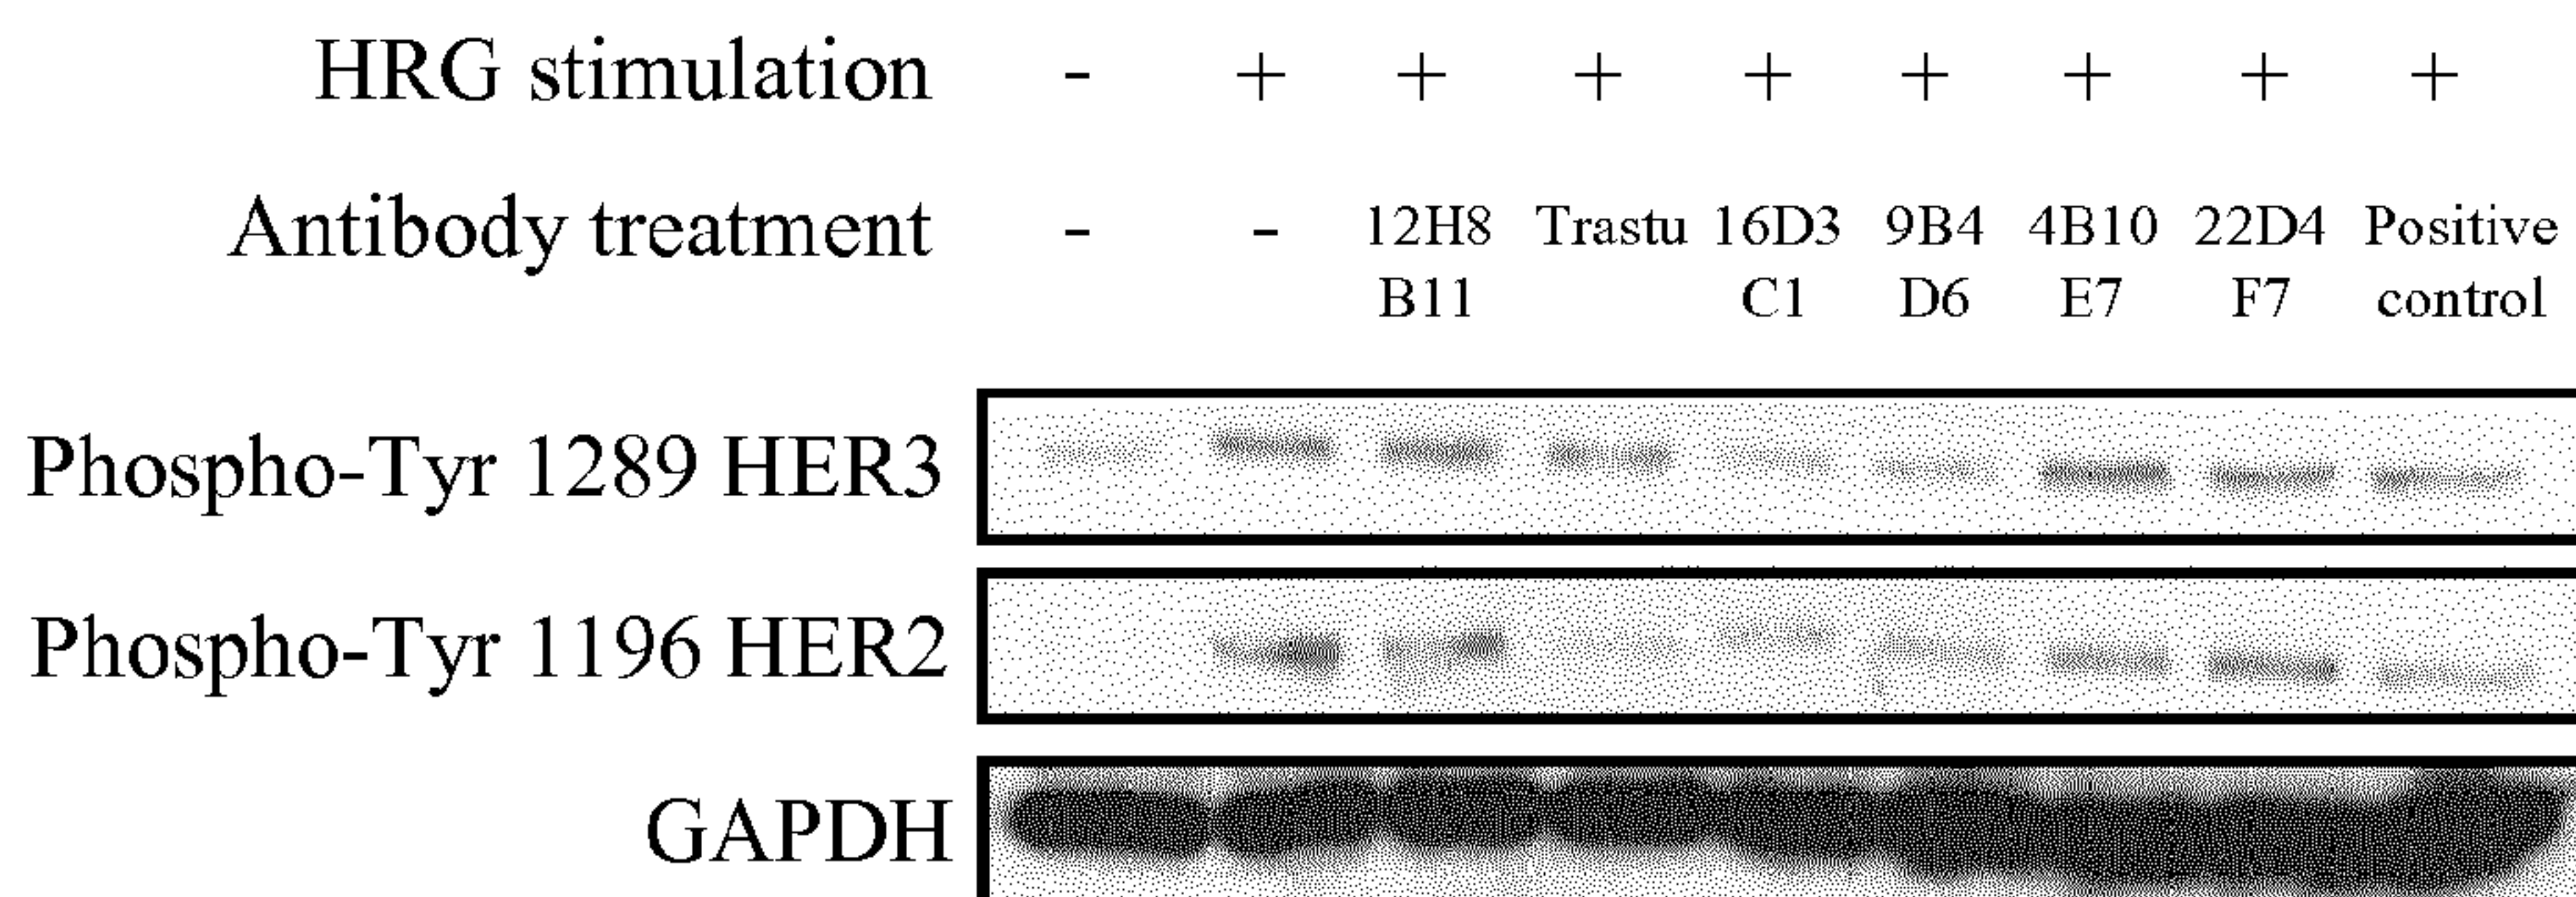 HRG stimulation - + + + + + + + +
Antibody treatment - - 12H8 Trastu 16D3 9B4 4B10 22D4 Positive
B11 C1 D6 E7 F7 control
Phospho-Tyr 1289 HER3
Phospho-Tyr 1196 HER2
GAPDH